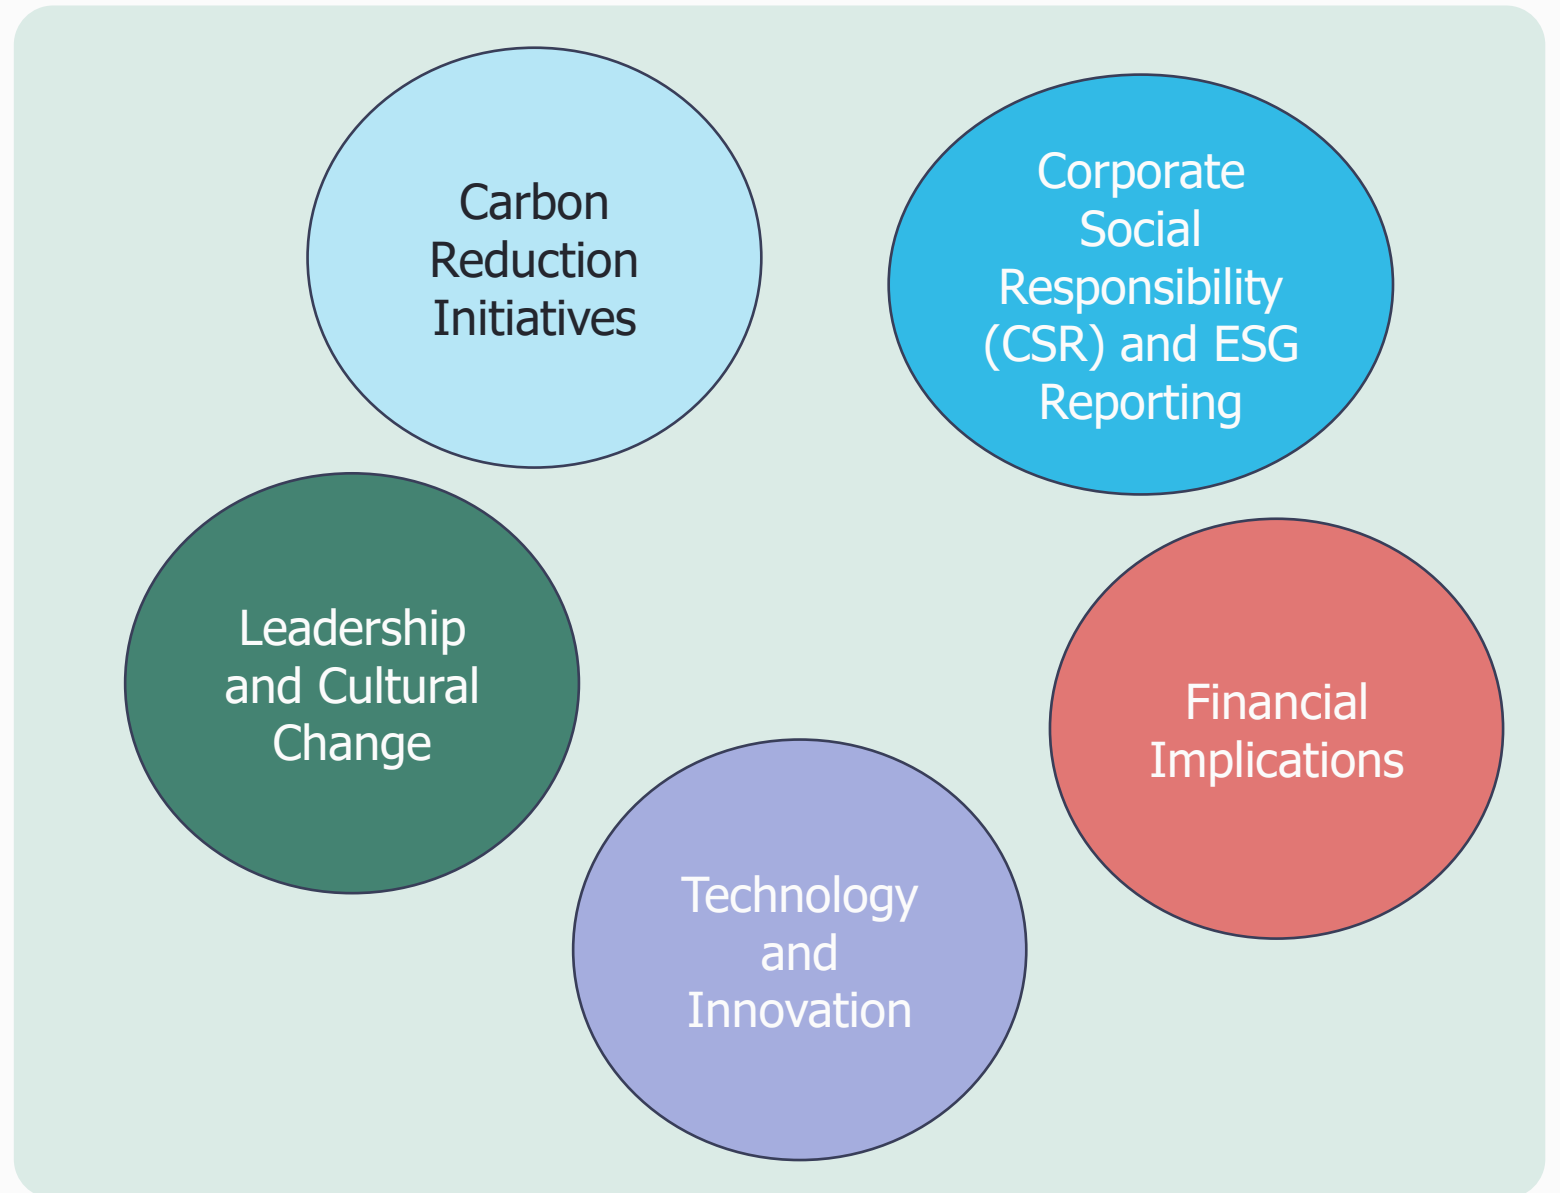 Carbon
Reduction
Initiatives
Corporate
Social
Responsibility
(CSR) and ESG
Reporting
Leadership
and Cultural
Change
Financial
Implications
Technology
and
Innovation